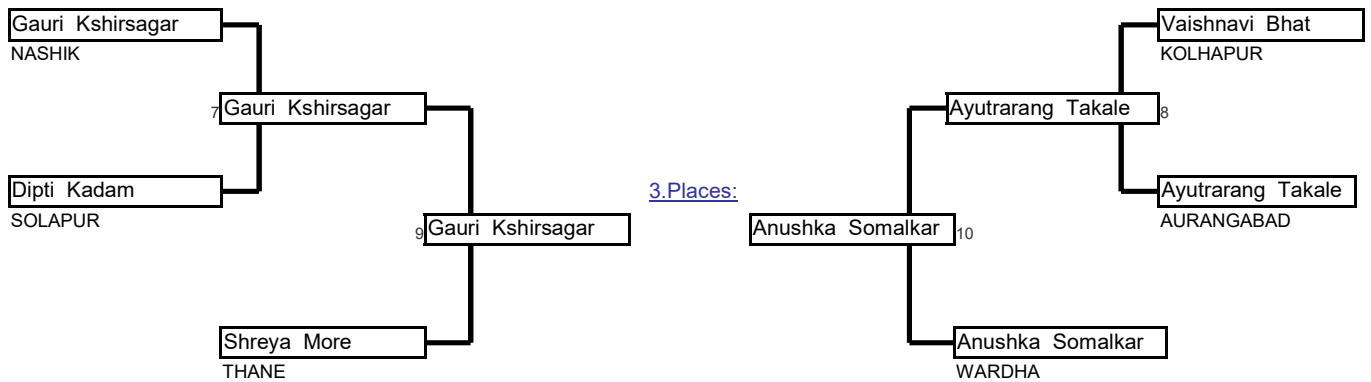 Gauri Kshirsagar
NASHIK
7 Gauri Kshirsagar
Dipti Kadam
SOLAPUR
9 Gauri Kshirsagar
Shreya More
THANE
3.Places:
Vaishnavi Bhat
KOLHAPUR
Ayutrarang Takale 8
Ayutrarang Takale
AURANGABAD
Anushka Somalkar 10
Anushka Somalkar
WARDHA